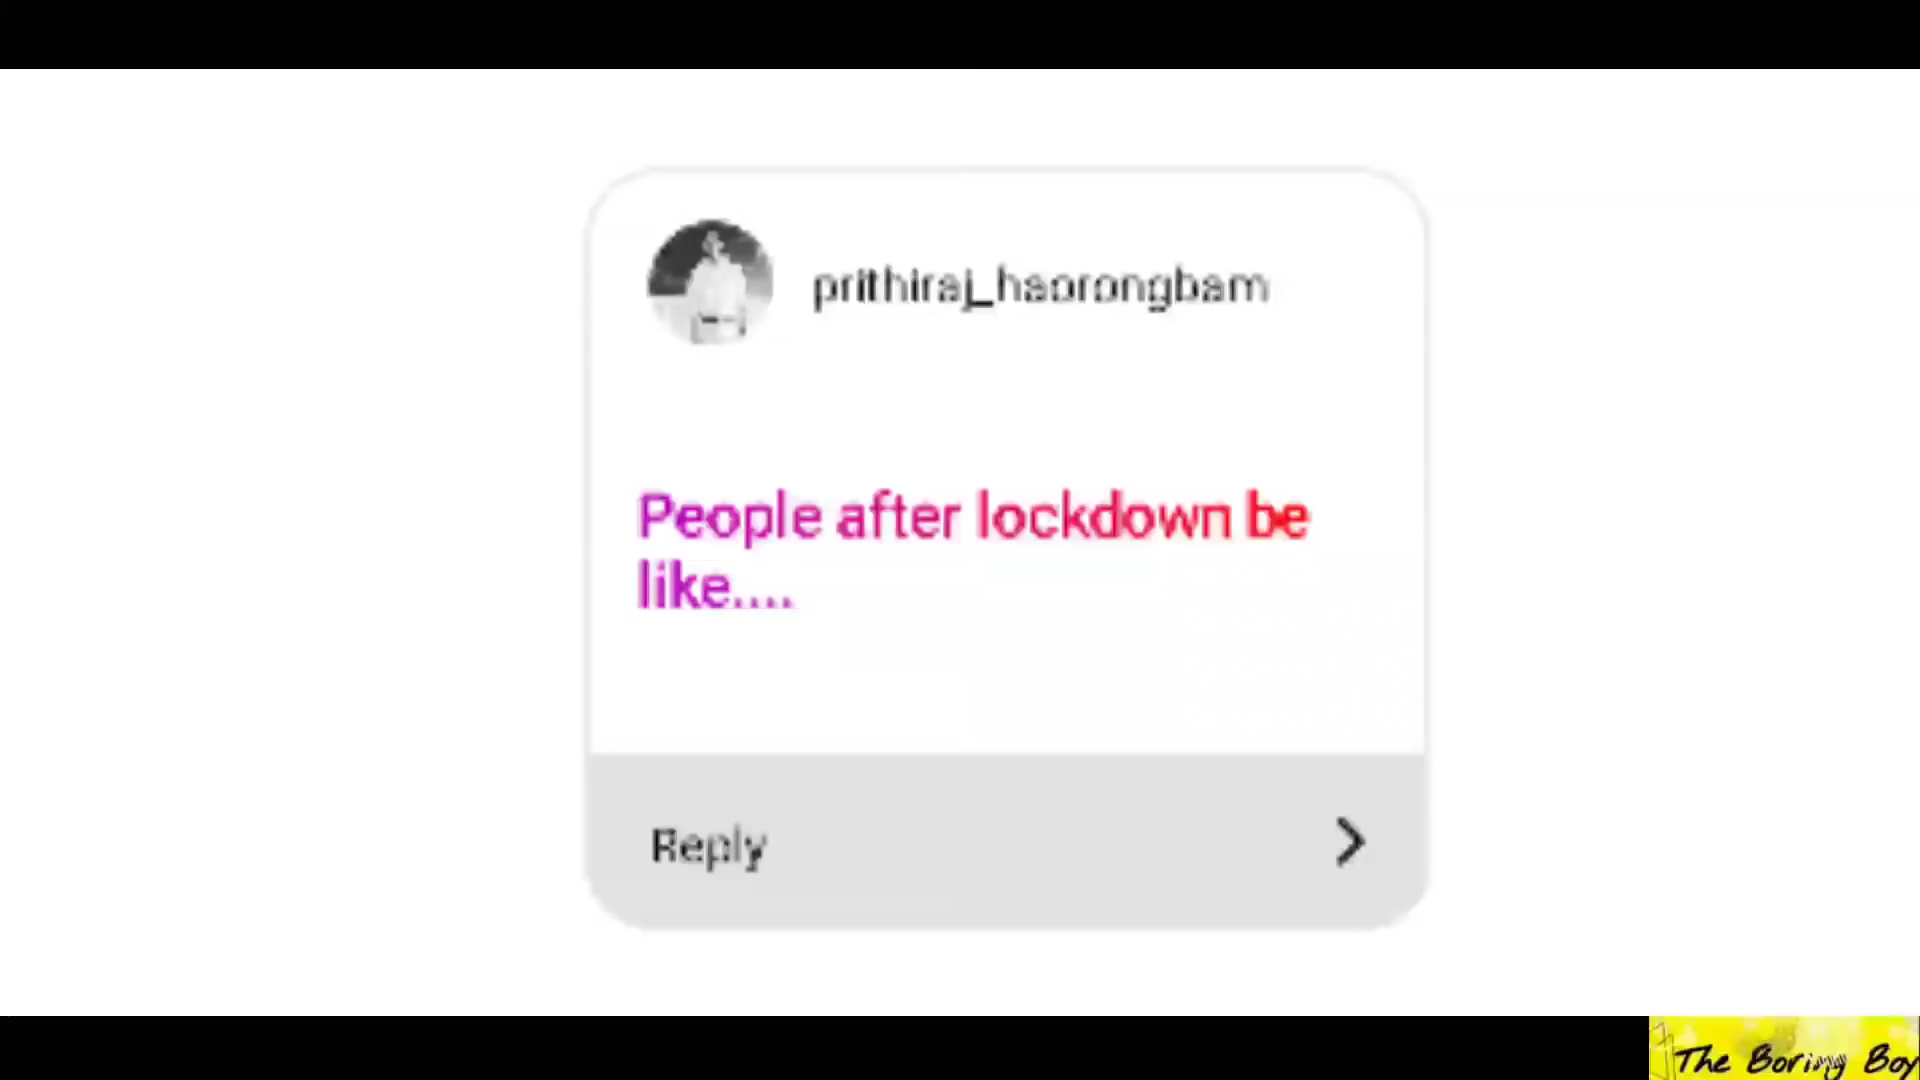 prithiraj_haorongbam
People after lockdown be
like....
Reply
The Boring Boy